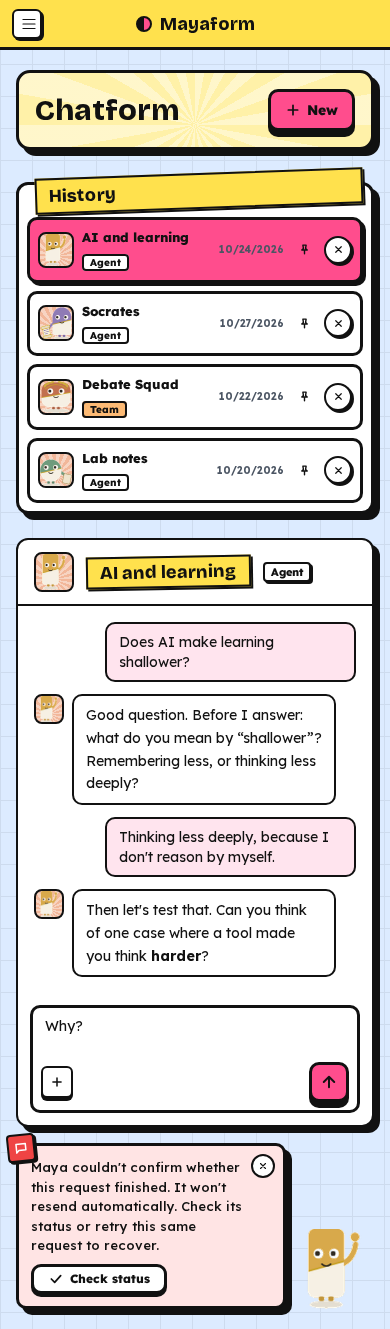 Mayaform
Chatform
+ New
History
AI and learning
10/24/2026
Agent
Socrates
10/27/2026
Agent
Debate Squad
10/22/2026
Team
Lab notes
10/20/2026
Agent
AI and learning
Agent
Does AI make learning
shallower?
Good question. Before I answer:
what do you mean by “shallower”?
Remembering less, or thinking less
deeply?
Thinking less deeply, because I
don't reason by myself.
Then let's test that. Can you think
of one case where a tool made
you think harder?
Why?
Maya couldn't confirm whether
this request finished. It won't
resend automatically. Check its
status or retry this same
request to recover.
Check status